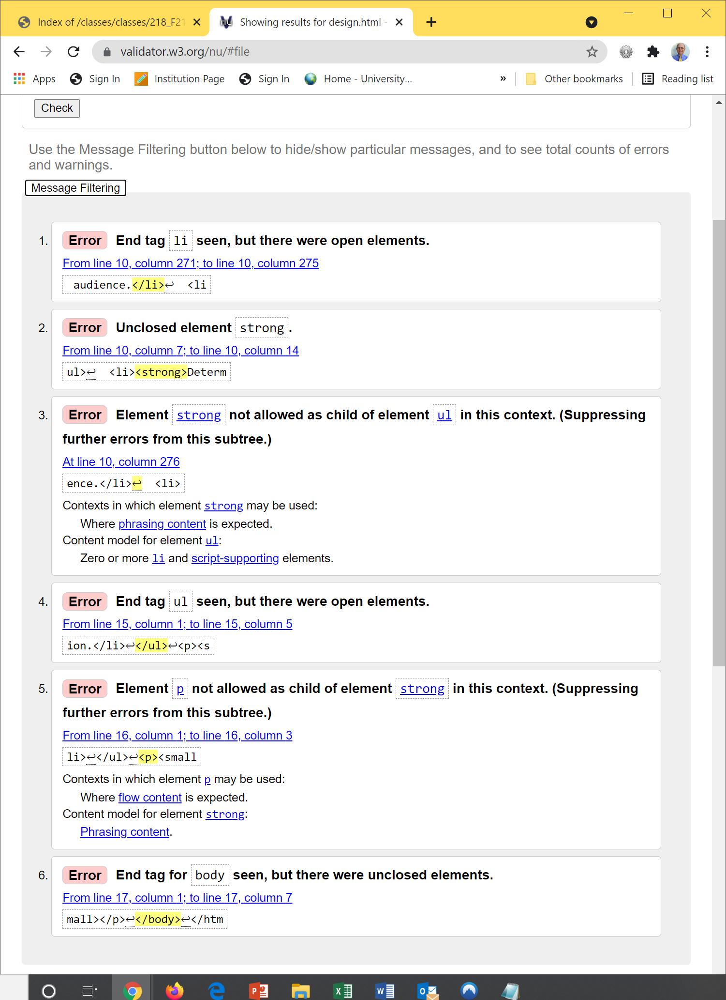 Index of /classes/classes/218_F21
Showing results for design.html -
validator.w3.org/nu/#file
Apps Sign In Institution Page Sign In Home - University... » Other bookmarks Reading list
Check
Use the Message Filtering button below to hide/show particular messages, and to see total counts of errors
and warnings.
Message Filtering
1. Error End tag li seen, but there were open elements.
From line 10, column 271; to line 10, column 275
audience.</li>↩ <li
2. Error Unclosed element strong.
From line 10, column 7; to line 10, column 14
ul>↩ <li><strong>Determ
3. Error Element strong not allowed as child of element ul in this context. (Suppressing
further errors from this subtree.)
At line 10, column 276
ence.</li>↩ <li>
Contexts in which element strong may be used:
Where phrasing content is expected.
Content model for element ul:
Zero or more li and script-supporting elements.
4. Error End tag ul seen, but there were open elements.
From line 15, column 1; to line 15, column 5
ion.</li>↩</ul>↩<p><s
5. Error Element p not allowed as child of element strong in this context. (Suppressing
further errors from this subtree.)
From line 16, column 1; to line 16, column 3
li>↩</ul>↩<p><small
Contexts in which element p may be used:
Where flow content is expected.
Content model for element strong:
Phrasing content.
6. Error End tag for body seen, but there were unclosed elements.
From line 17, column 1; to line 17, column 7
mall></p>↩</body>↩</htm